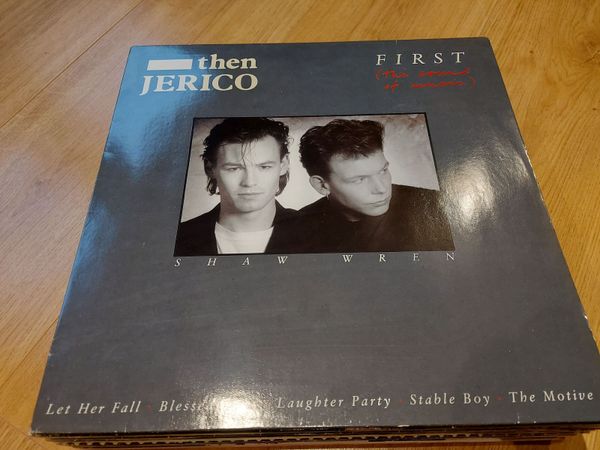 then
JERICO
FIRST
(the sound
of music)
SHAW WREN
Let Her Fall · Laughter Party · Stable Boy · The Motive